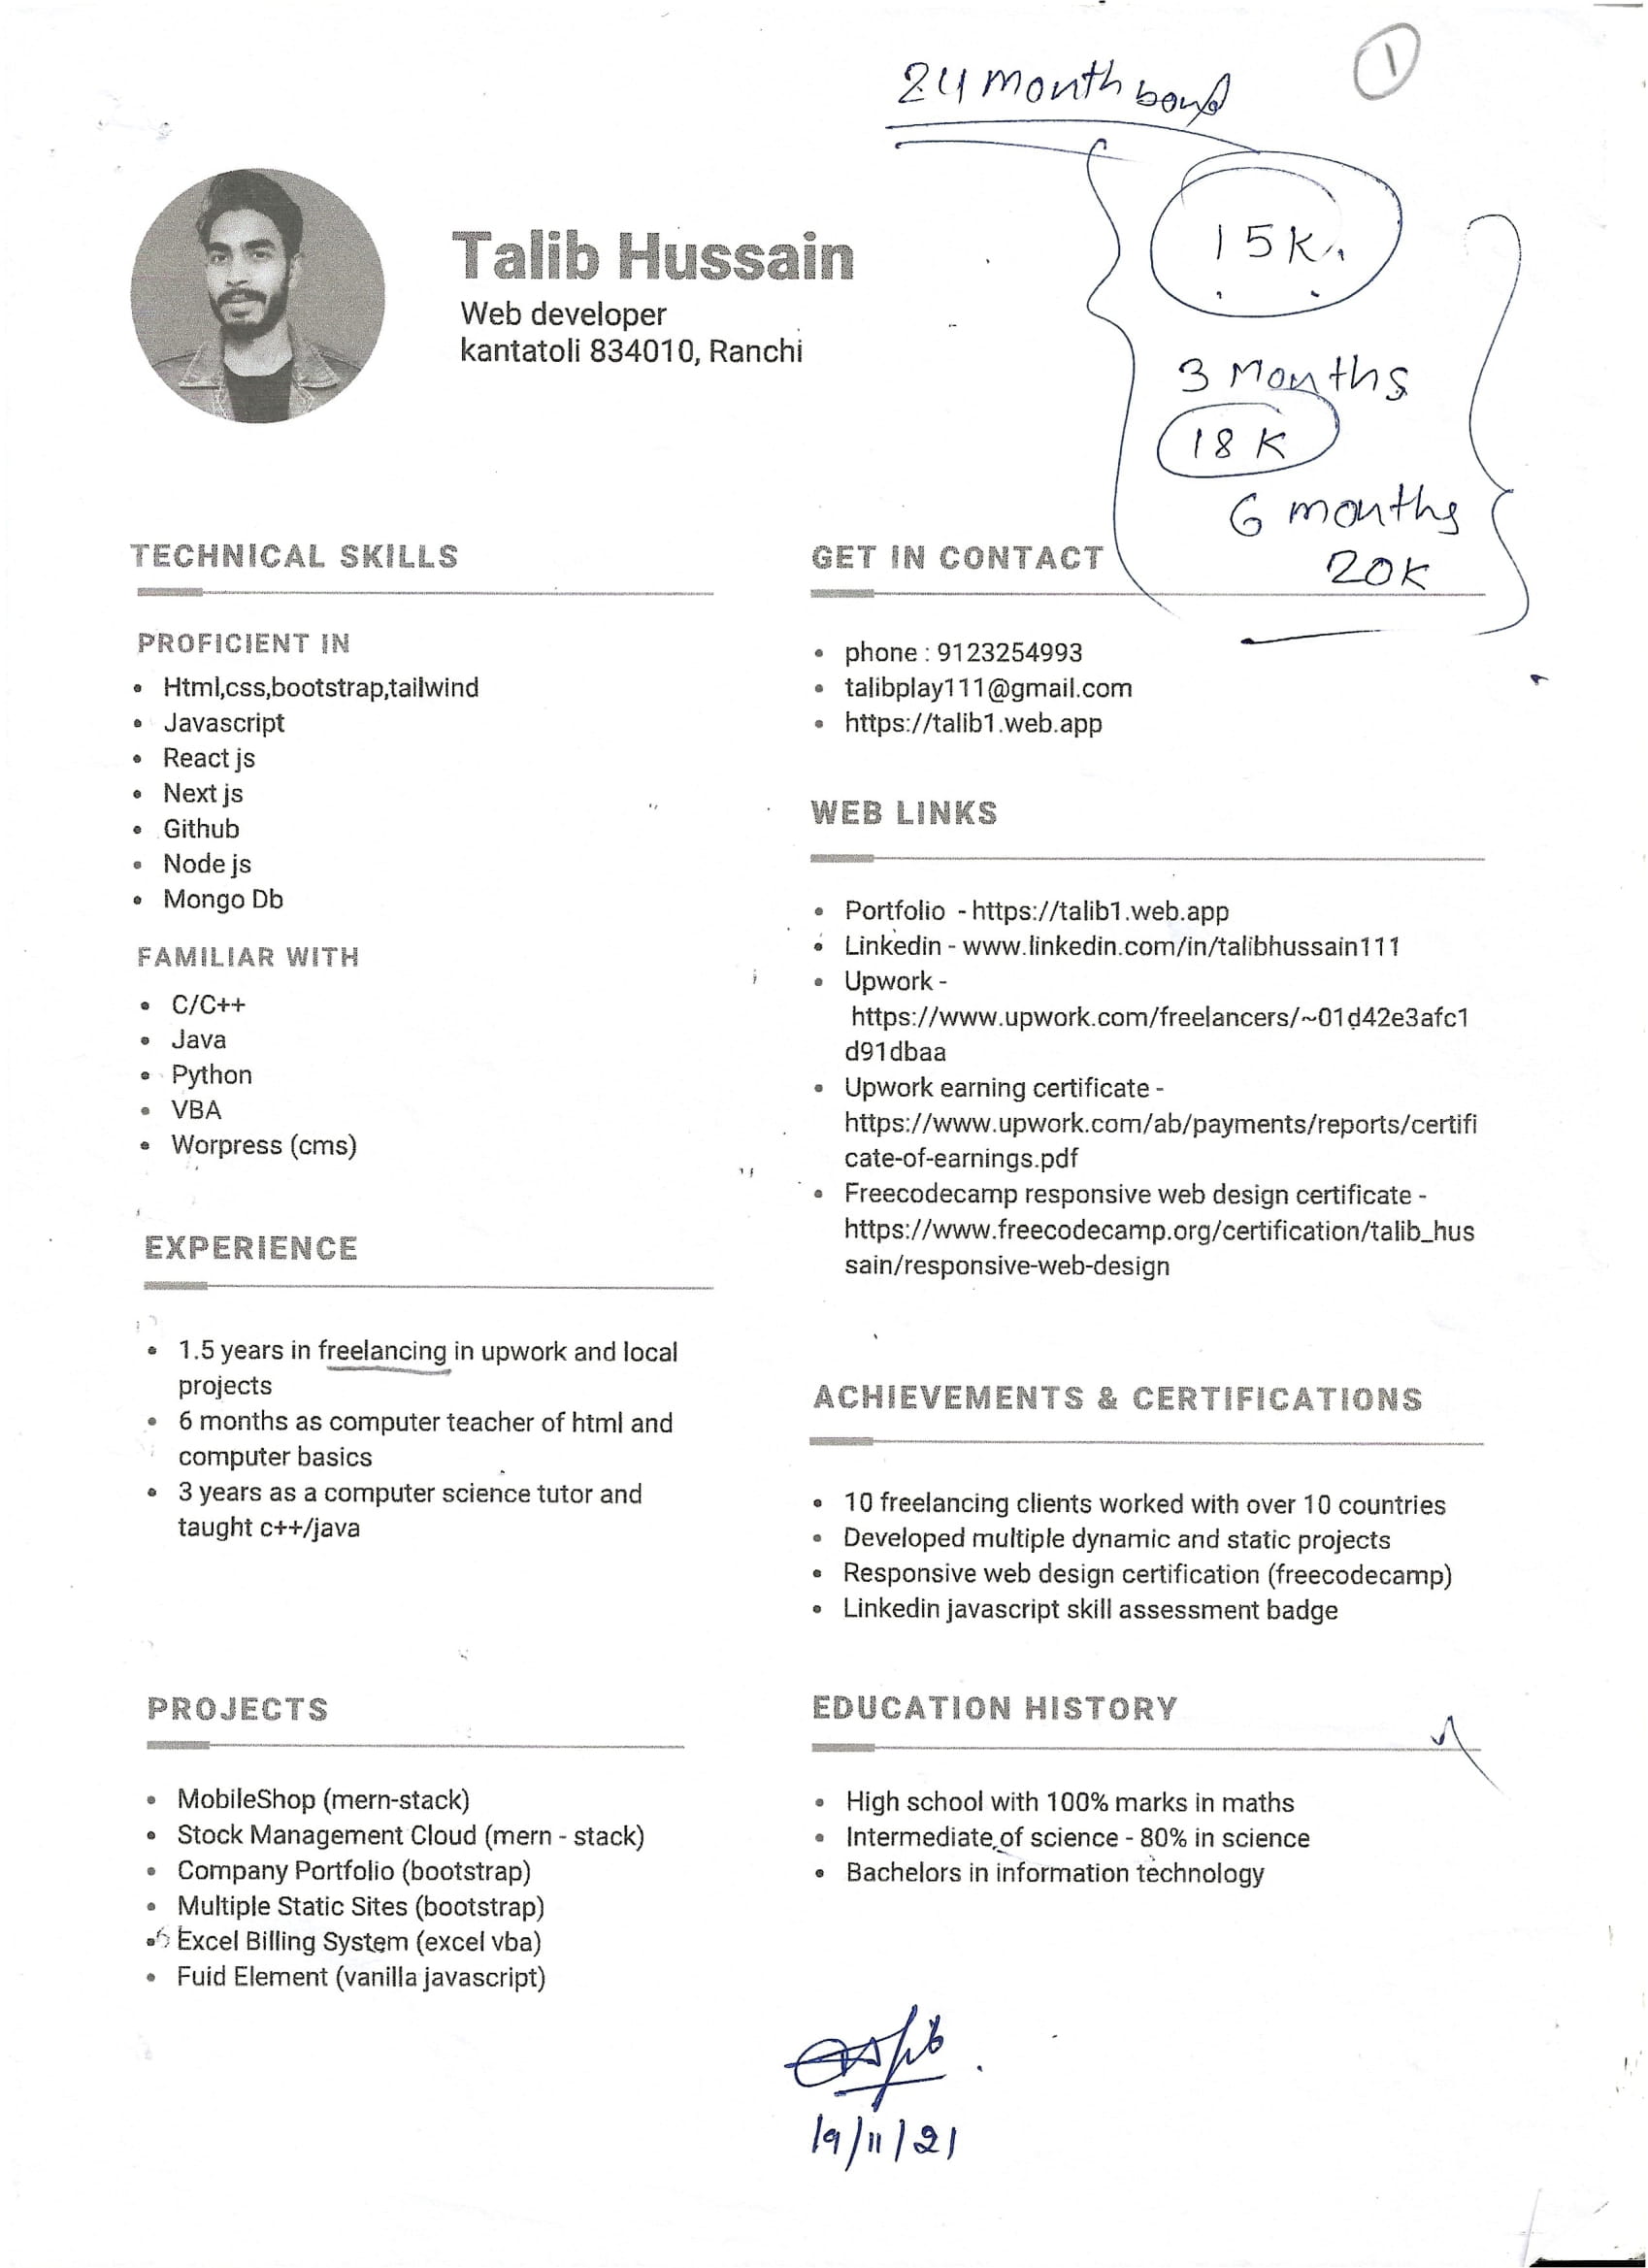 1
24 month bond
15K
3 Months
18K
6 months
20K
Talib Hussain
Web developer
kantatoli 834010, Ranchi
TECHNICAL SKILLS
PROFICIENT IN
• Html,css,bootstrap,tailwind
• Javascript
• React js
• Next js
• Github
• Node js
• Mongo Db
FAMILIAR WITH
• C/C++
• Java
• Python
• VBA
• Worpress (cms)
EXPERIENCE
• 1.5 years in freelancing in upwork and local
projects
• 6 months as computer teacher of html and
computer basics
• 3 years as a computer science tutor and
taught c++/java
PROJECTS
• MobileShop (mern-stack)
• Stock Management Cloud (mern - stack)
• Company Portfolio (bootstrap)
• Multiple Static Sites (bootstrap)
• Excel Billing System (excel vba)
• Fuid Element (vanilla javascript)
GET IN CONTACT
• phone : 9123254993
• talibplay111@gmail.com
• https://talib1.web.app
WEB LINKS
• Portfolio - https://talib1.web.app
• Linkedin - www.linkedin.com/in/talibhussain111
• Upwork -
https://www.upwork.com/freelancers/~01d42e3afc1
d91dbaa
• Upwork earning certificate -
https://www.upwork.com/ab/payments/reports/certifi
cate-of-earnings.pdf
• Freecodecamp responsive web design certificate -
https://www.freecodecamp.org/certification/talib_hus
sain/responsive-web-design
ACHIEVEMENTS & CERTIFICATIONS
• 10 freelancing clients worked with over 10 countries
• Developed multiple dynamic and static projects
• Responsive web design certification (freecodecamp)
• Linkedin javascript skill assessment badge
EDUCATION HISTORY
• High school with 100% marks in maths
• Intermediate of science - 80% in science
• Bachelors in information technology
19/11/21